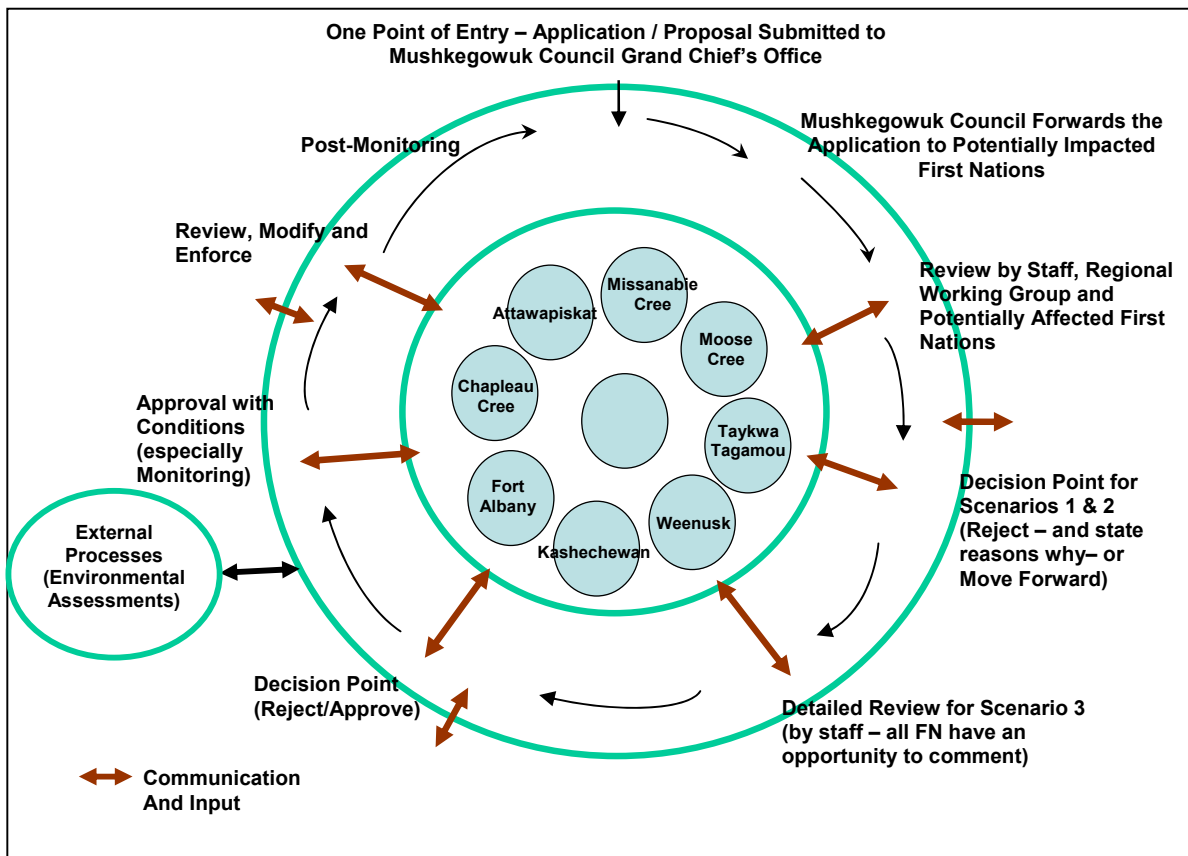 One Point of Entry – Application / Proposal Submitted to
Mushkegowuk Council Grand Chief's Office
Mushkegowuk Council Forwards the
Application to Potentially Impacted
First Nations
Post-Monitoring
Review, Modify and
Enforce
Review by Staff, Regional
Working Group and
Potentially Affected First
Nations
Missanabie
Cree
Attawapiskat
Moose
Cree
Chapleau
Cree
Taykwa
Tagamou
Fort
Albany
Weenusk
Kashechewan
Approval with
Conditions
(especially
Monitoring)
Decision Point for
Scenarios 1 & 2
(Reject – and state
reasons why– or
Move Forward)
External
Processes
(Environmental
Assessments)
Decision Point
(Reject/Approve)
Detailed Review for Scenario 3
(by staff – all FN have an
opportunity to comment)
Communication
And Input